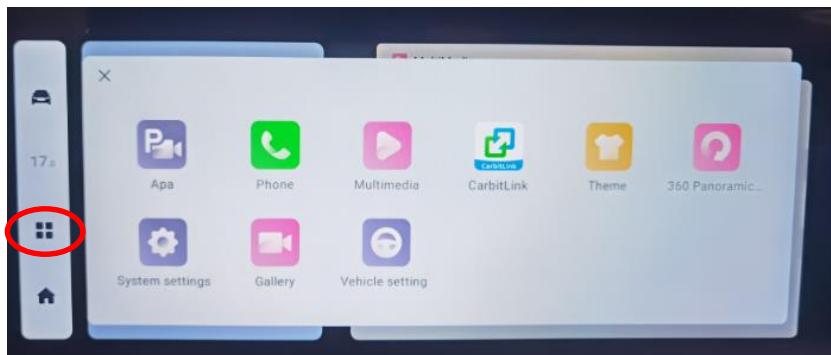 17.
Apa
Phone
Multimedia
CarbitLink
CarbitLink
Theme
360 Panoramic...
System settings
Gallery
Vehicle setting